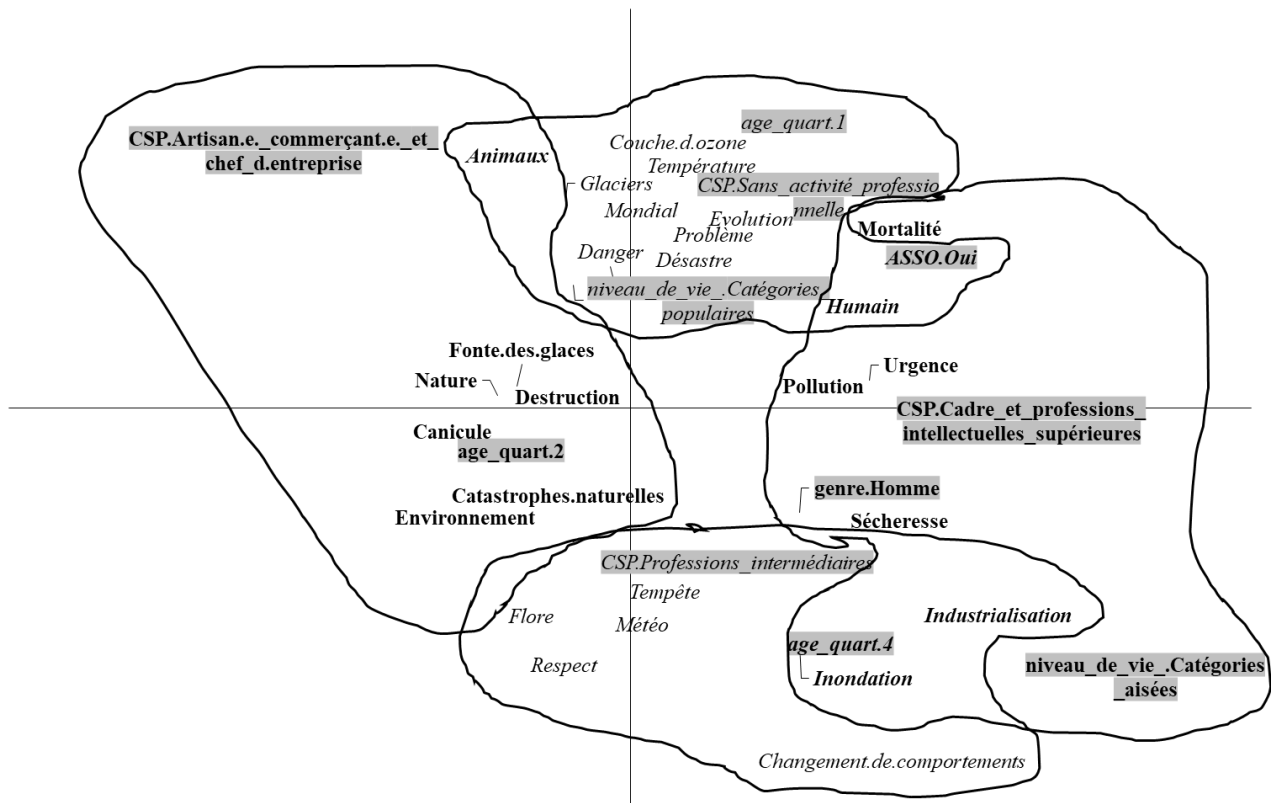 age_quart.1
CSP.Artisan.e._commerçant.e._et_
chef_d.entreprise
Couche.d.ozone
Animaux
Température
Glaciers
CSP.Sans_activité_professio
nnelle
Mondial
Evolution
Mortalité
Problème
Danger
Désastre
ASSO.Oui
niveau_de_vie_.Catégories_
populaires
Humain
Fonte.des.glaces
Urgence
Nature
Pollution
Destruction
CSP.Cadre_et_professions_
intellectuelles_supérieures
Canicule
age_quart.2
genre.Homme
Catastrophes.naturelles
Environnement
Sécheresse
CSP.Professions_intermédiaires
Tempête
Flore
Météo
Industrialisation
age_quart.4
Respect
Inondation
niveau_de_vie_.Catégories
_aisées
Changement.de.comportements